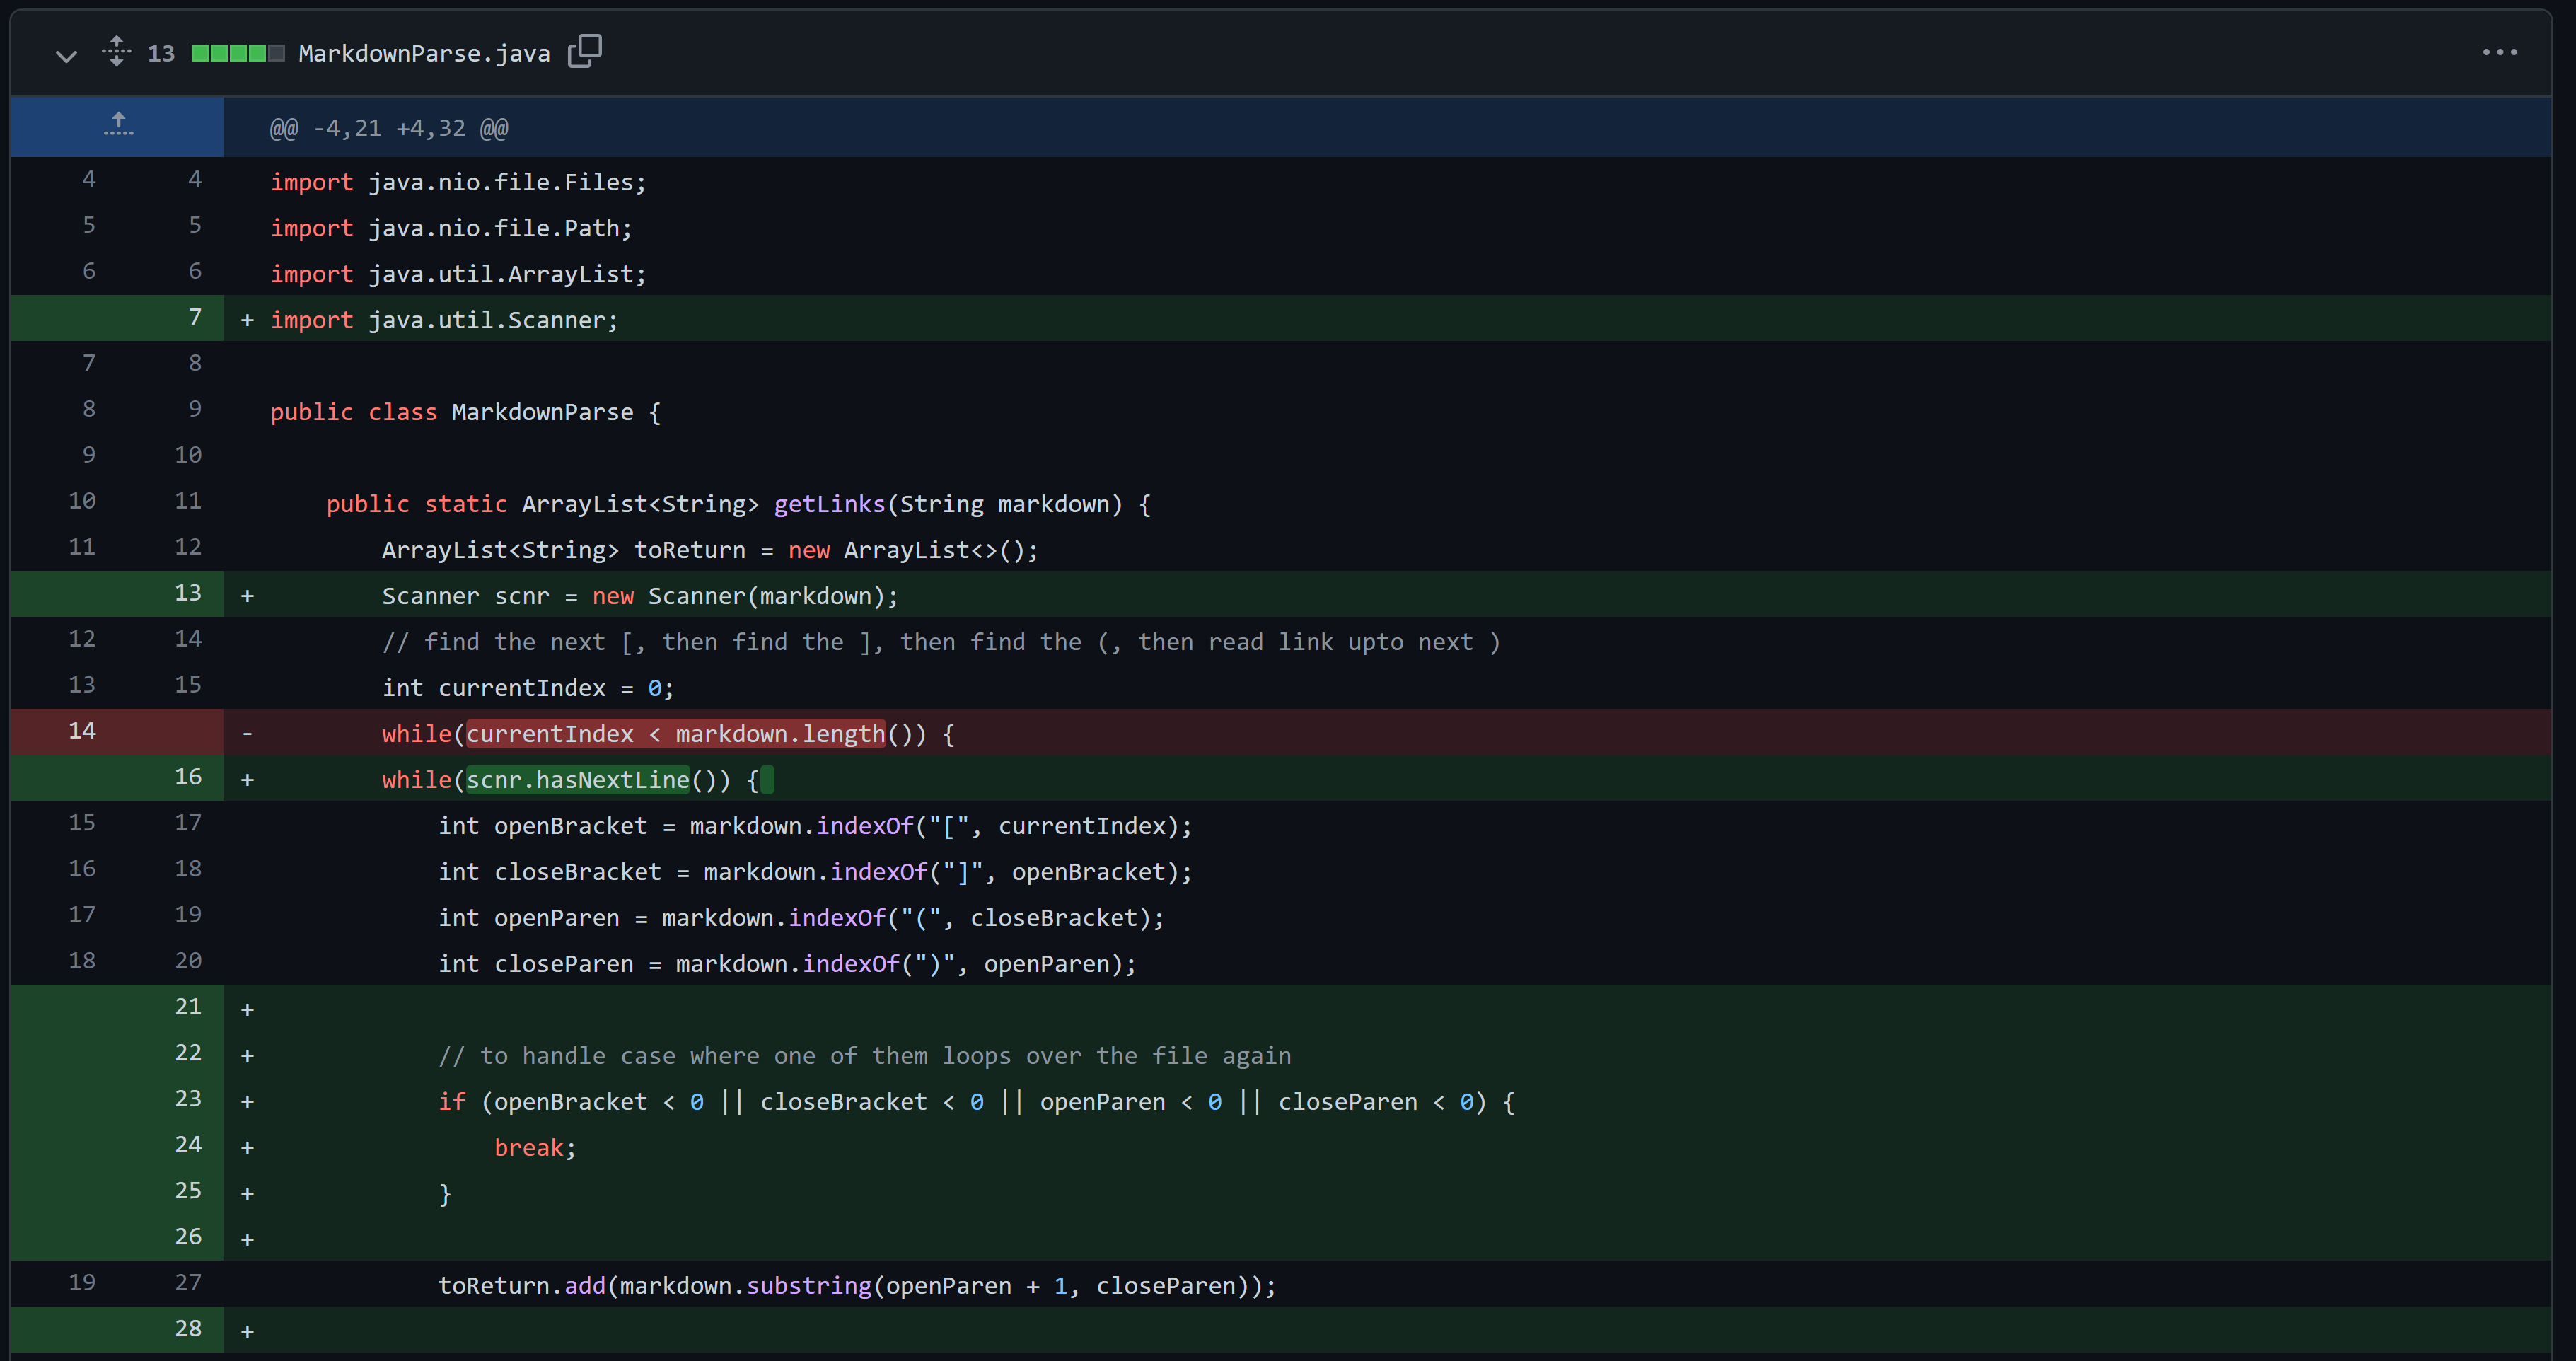 13 MarkdownParse.java
@@ -4,21 +4,32 @@
4 4 import java.nio.file.Files;
5 5 import java.nio.file.Path;
6 6 import java.util.ArrayList;
7 + import java.util.Scanner;
7 8
8 9 public class MarkdownParse {
9 10
10 11 public static ArrayList<String> getLinks(String markdown) {
11 12 ArrayList<String> toReturn = new ArrayList<>();
13 + Scanner scnr = new Scanner(markdown);
12 14 // find the next [, then find the ], then find the (, then read link upto next )
13 15 int currentIndex = 0;
14 - while(currentIndex < markdown.length()) {
16 + while(scnr.hasNextLine()) {
15 17 int openBracket = markdown.indexOf("[", currentIndex);
16 18 int closeBracket = markdown.indexOf("]", openBracket);
17 19 int openParen = markdown.indexOf("(", closeBracket);
18 20 int closeParen = markdown.indexOf(")", openParen);
21 +
22 + // to handle case where one of them loops over the file again
23 + if (openBracket < 0 || closeBracket < 0 || openParen < 0 || closeParen < 0) {
24 + break;
25 + }
26 +
19 27 toReturn.add(markdown.substring(openParen + 1, closeParen));
28 +